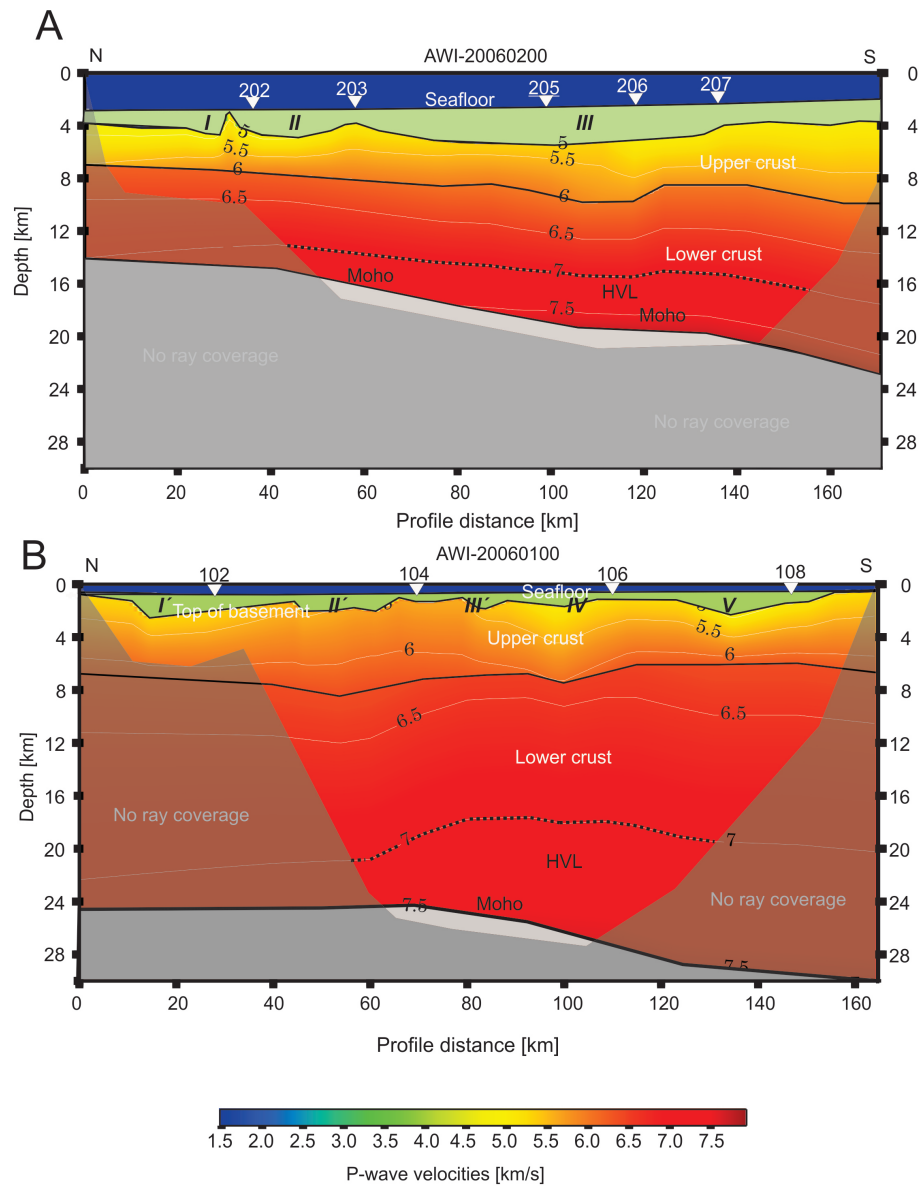 A
AWI-20060200
N
S
0
202
203
205
206
207
0
Seafloor
4
I
5
II
III
5
4
5.5
5.5
Upper crust
8
6
6
8
6.5
12
6.5
Lower crust
12
7
16
Moho
HVL
16
7.5
Moho
20
No ray coverage
20
24
No ray coverage
24
28
28
Depth [km]
0
20
40
60
80
100
120
140
160
Profile distance [km]
B
AWI-20060100
N
S
0
102
104
106
108
0
Seafloor
I´
Top of basement
II´
5
III´
IV
5
V
4
Upper crust
6
5.5
6
4
8
6.5
6.5
8
12
Lower crust
12
16
No ray coverage
16
20
7
HVL
7
20
24
7.5
Moho
No ray coverage
24
28
7.5
28
Depth [km]
0
20
40
60
80
100
120
140
160
Profile distance [km]
1.5
2.0
2.5
3.0
3.5
4.0
4.5
5.0
5.5
6.0
6.5
7.0
7.5
P-wave velocities [km/s]